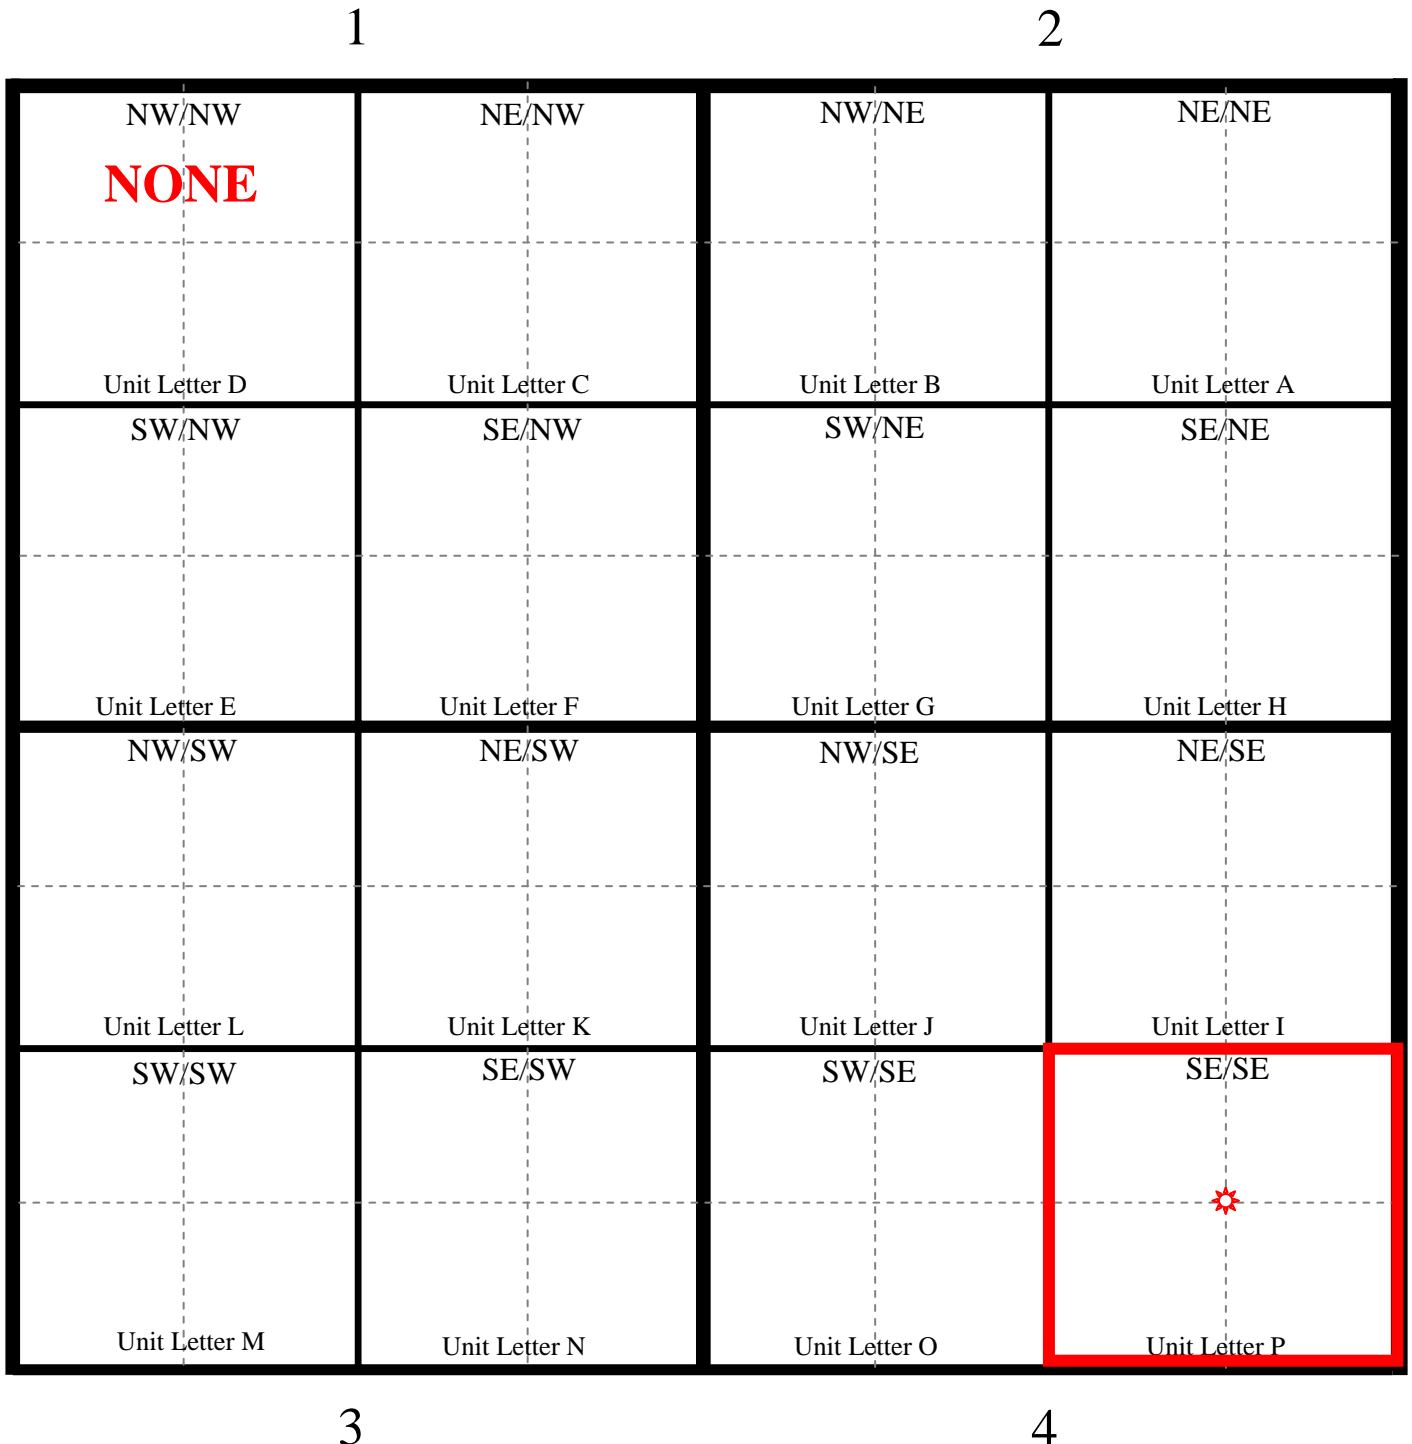 1 2
NW/NW NE/NW NW/NE NE/NE
NONE
Unit Letter D Unit Letter C Unit Letter B Unit Letter A
SW/NW SE/NW SW/NE SE/NE
Unit Letter E Unit Letter F Unit Letter G Unit Letter H
NW/SW NE/SW NW/SE NE/SE
Unit Letter L Unit Letter K Unit Letter J Unit Letter I
SW/SW SE/SW SW/SE SE/SE
Unit Letter M Unit Letter N Unit Letter O Unit Letter P
3 4